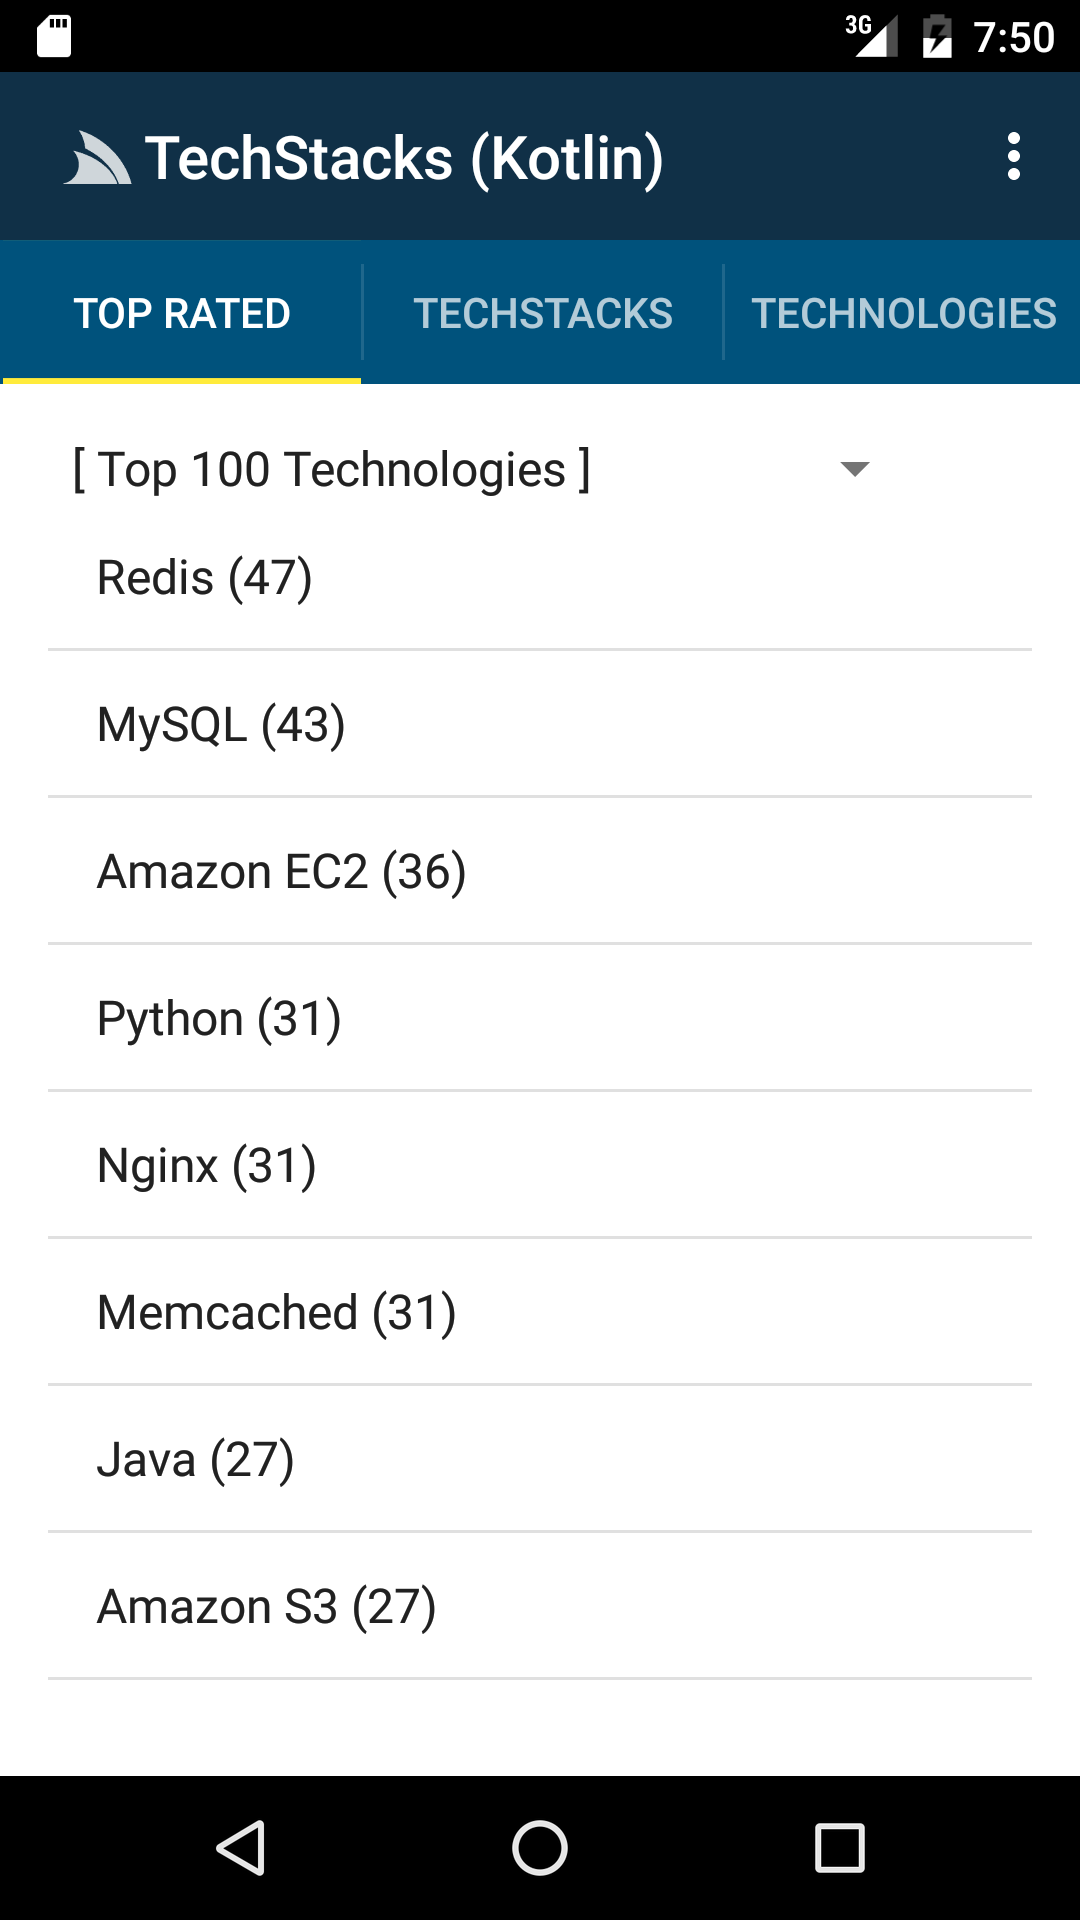 3G 7:50
TechStacks (Kotlin)
TOP RATED TECHSTACKS TECHNOLOGIES
[ Top 100 Technologies ]
Redis (47)
MySQL (43)
Amazon EC2 (36)
Python (31)
Nginx (31)
Memcached (31)
Java (27)
Amazon S3 (27)